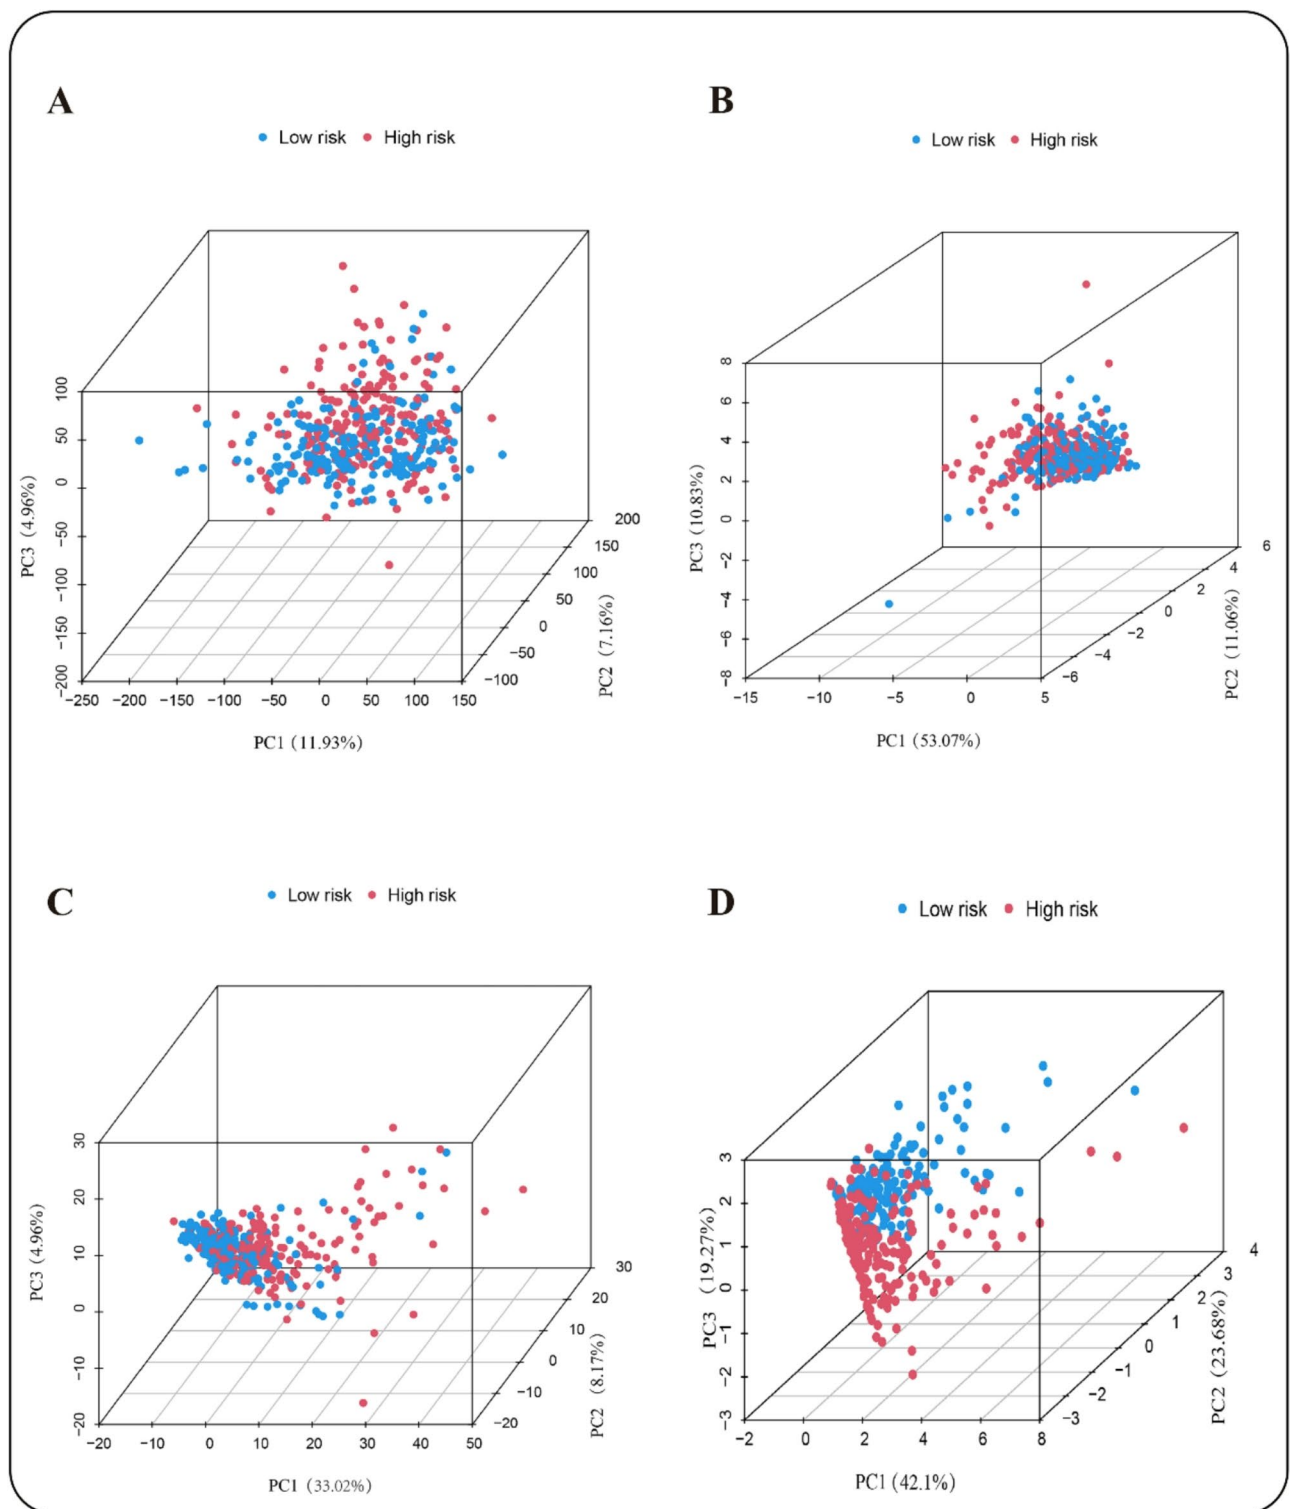 A
B
Low risk High risk
Low risk High risk
100
50
0
−50
−100
−150
−200
PC3 (4.96%)
−250 −200 −150 −100 −50 0 50 100 150
PC1 (11.93%)
200
150
100
50
0
−50
−100
PC2 (7.16%)
8
6
4
2
0
−2
−4
−6
−8
PC3 (10.83%)
−15 −10 −5 0 5
PC1 (53.07%)
6
4
2
0
−2
−4
−6
PC2 (11.06%)
C
D
Low risk High risk
Low risk High risk
30
20
10
0
−10
−20
PC3 (4.96%)
−20 −10 0 10 20 30 40 50
PC1 (33.02%)
30
20
10
0
−10
−20
PC2 (8.17%)
3
2
1
0
−1
−2
−3
PC3 (19.27%)
−2 0 2 4 6 8
PC1 (42.1%)
4
3
2
1
0
−1
−2
−3
PC2 (23.68%)